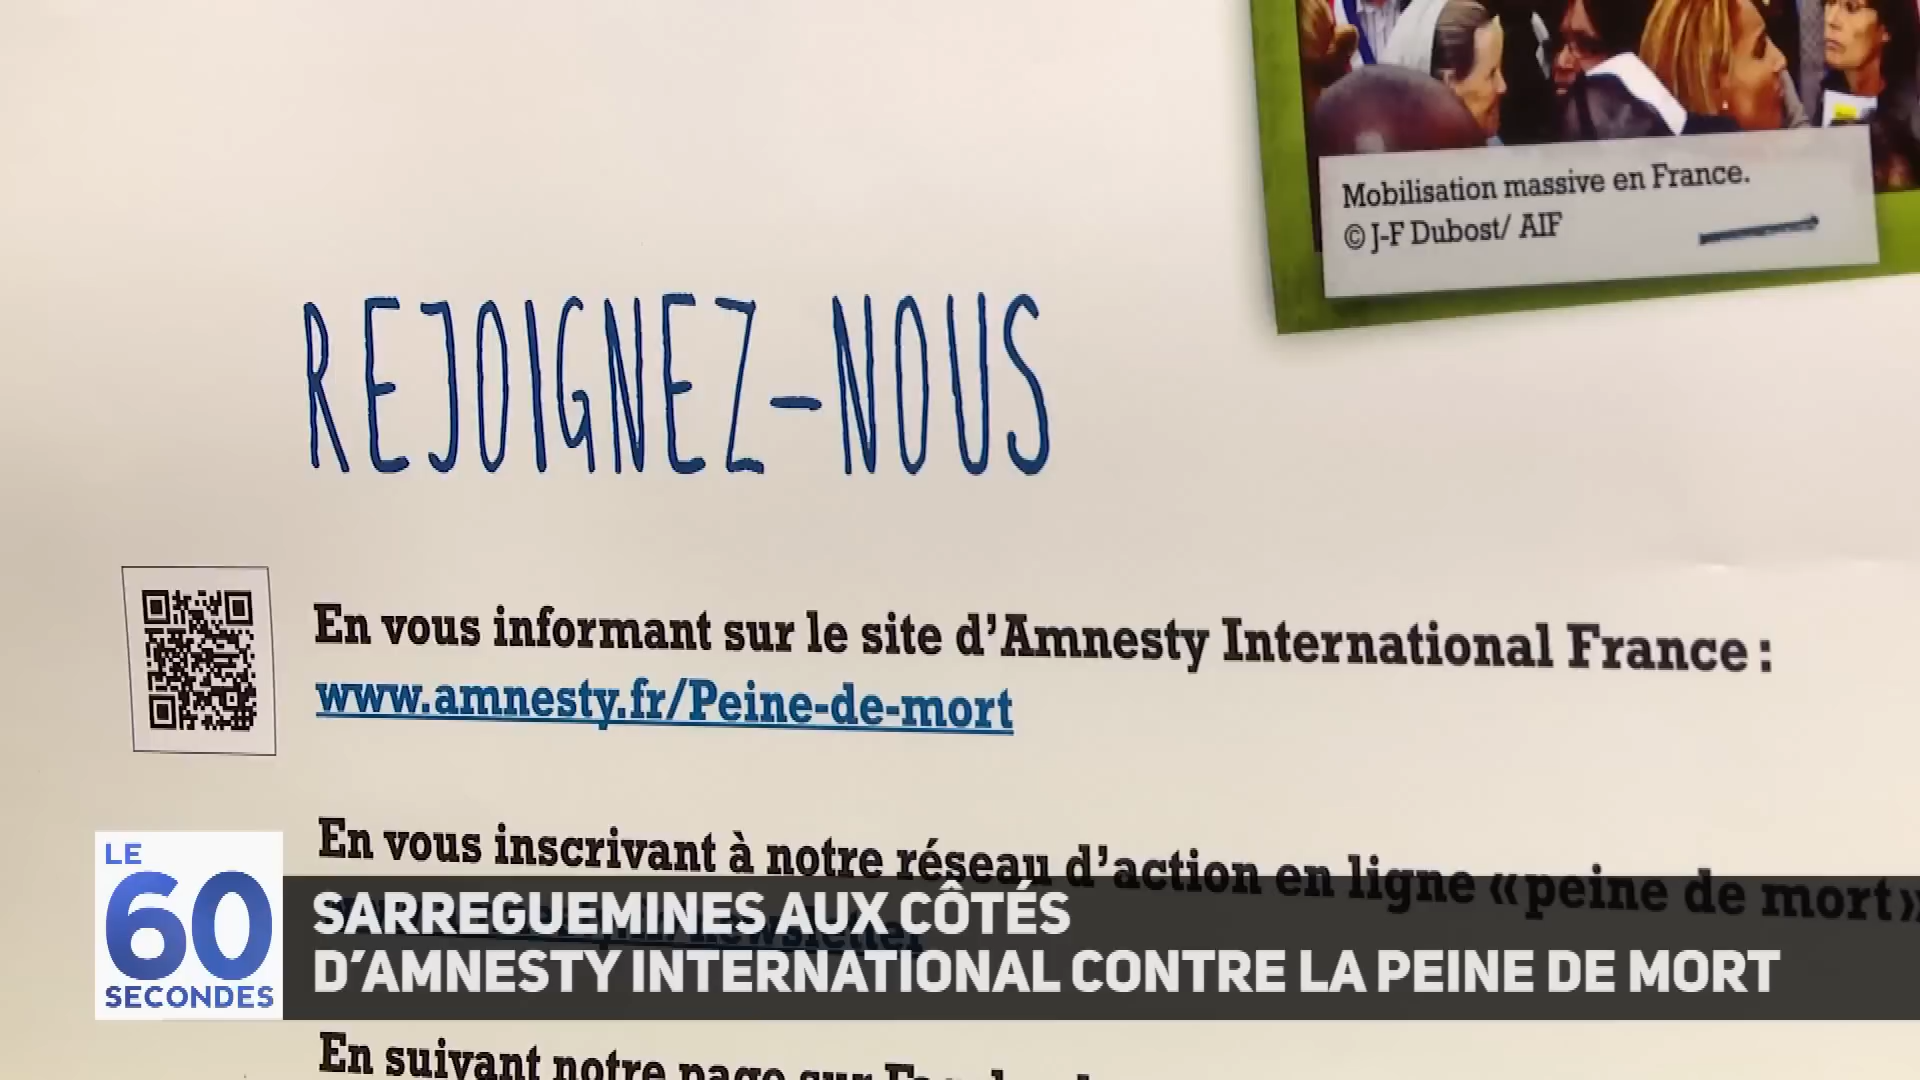 Mobilisation massive en France.
© J-F Dubost/ AIF
REJOIGNEZ-NOUS
En vous informant sur le site d’Amnesty International France :
www.amnesty.fr/Peine-de-mort
En vous inscrivant à notre réseau d’action en ligne «peine de mort»
LE
60
SECONDES
SARREGUEMINES AUX CÔTÉS
D’AMNESTY INTERNATIONAL CONTRE LA PEINE DE MORT
En suivant notre page sur Facebook